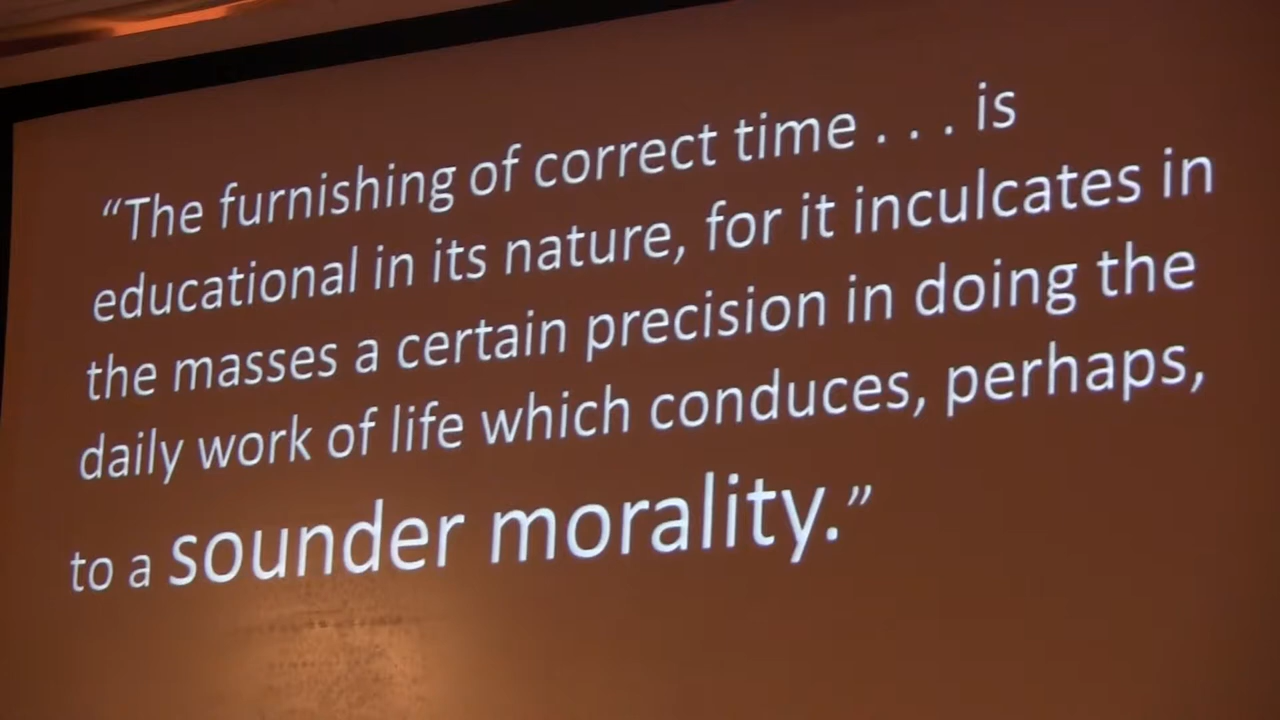 “The furnishing of correct time . . . is
educational in its nature, for it inculcates in
the masses a certain precision in doing the
daily work of life which conduces, perhaps,
to a sounder morality.”